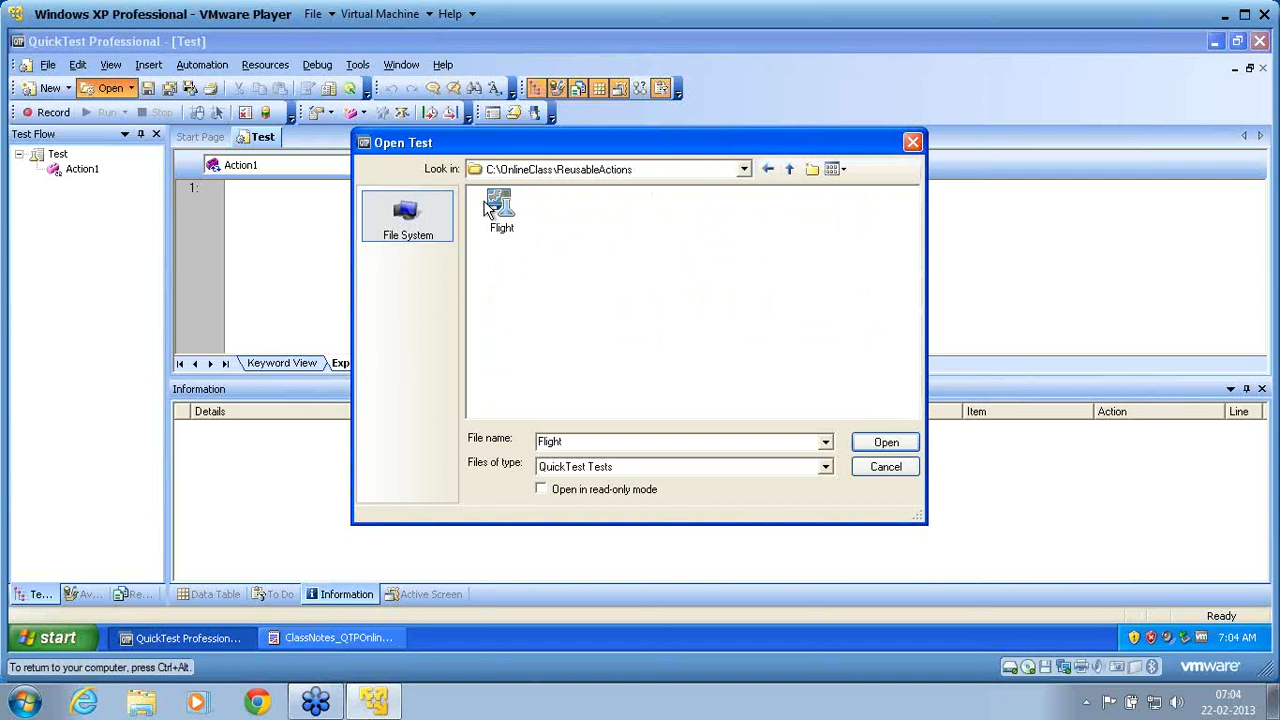 Windows XP Professional - VMware Player File Virtual Machine Help
QuickTest Professional - [Test]
File Edit View Insert Automation Resources Debug Tools Window Help
New Open
Record Run Stop
Test Flow
Start Page Test
Test
Action1
Action1
1:
Open Test
Look in: C:\OnlineClass\ReusableActions
File System
Flight
File name: Flight Open
Files of type: QuickTest Tests Cancel
Open in read-only mode
Keyword View Exp
Information
Details Item Action Line
Te... Av... Re... Data Table To Do Information Active Screen
Ready
start QuickTest Profession... ClassNotes_QTPOnlin... 7:04 AM
To return to your computer, press Ctrl+Alt. vmware
07:04
22-02-2013